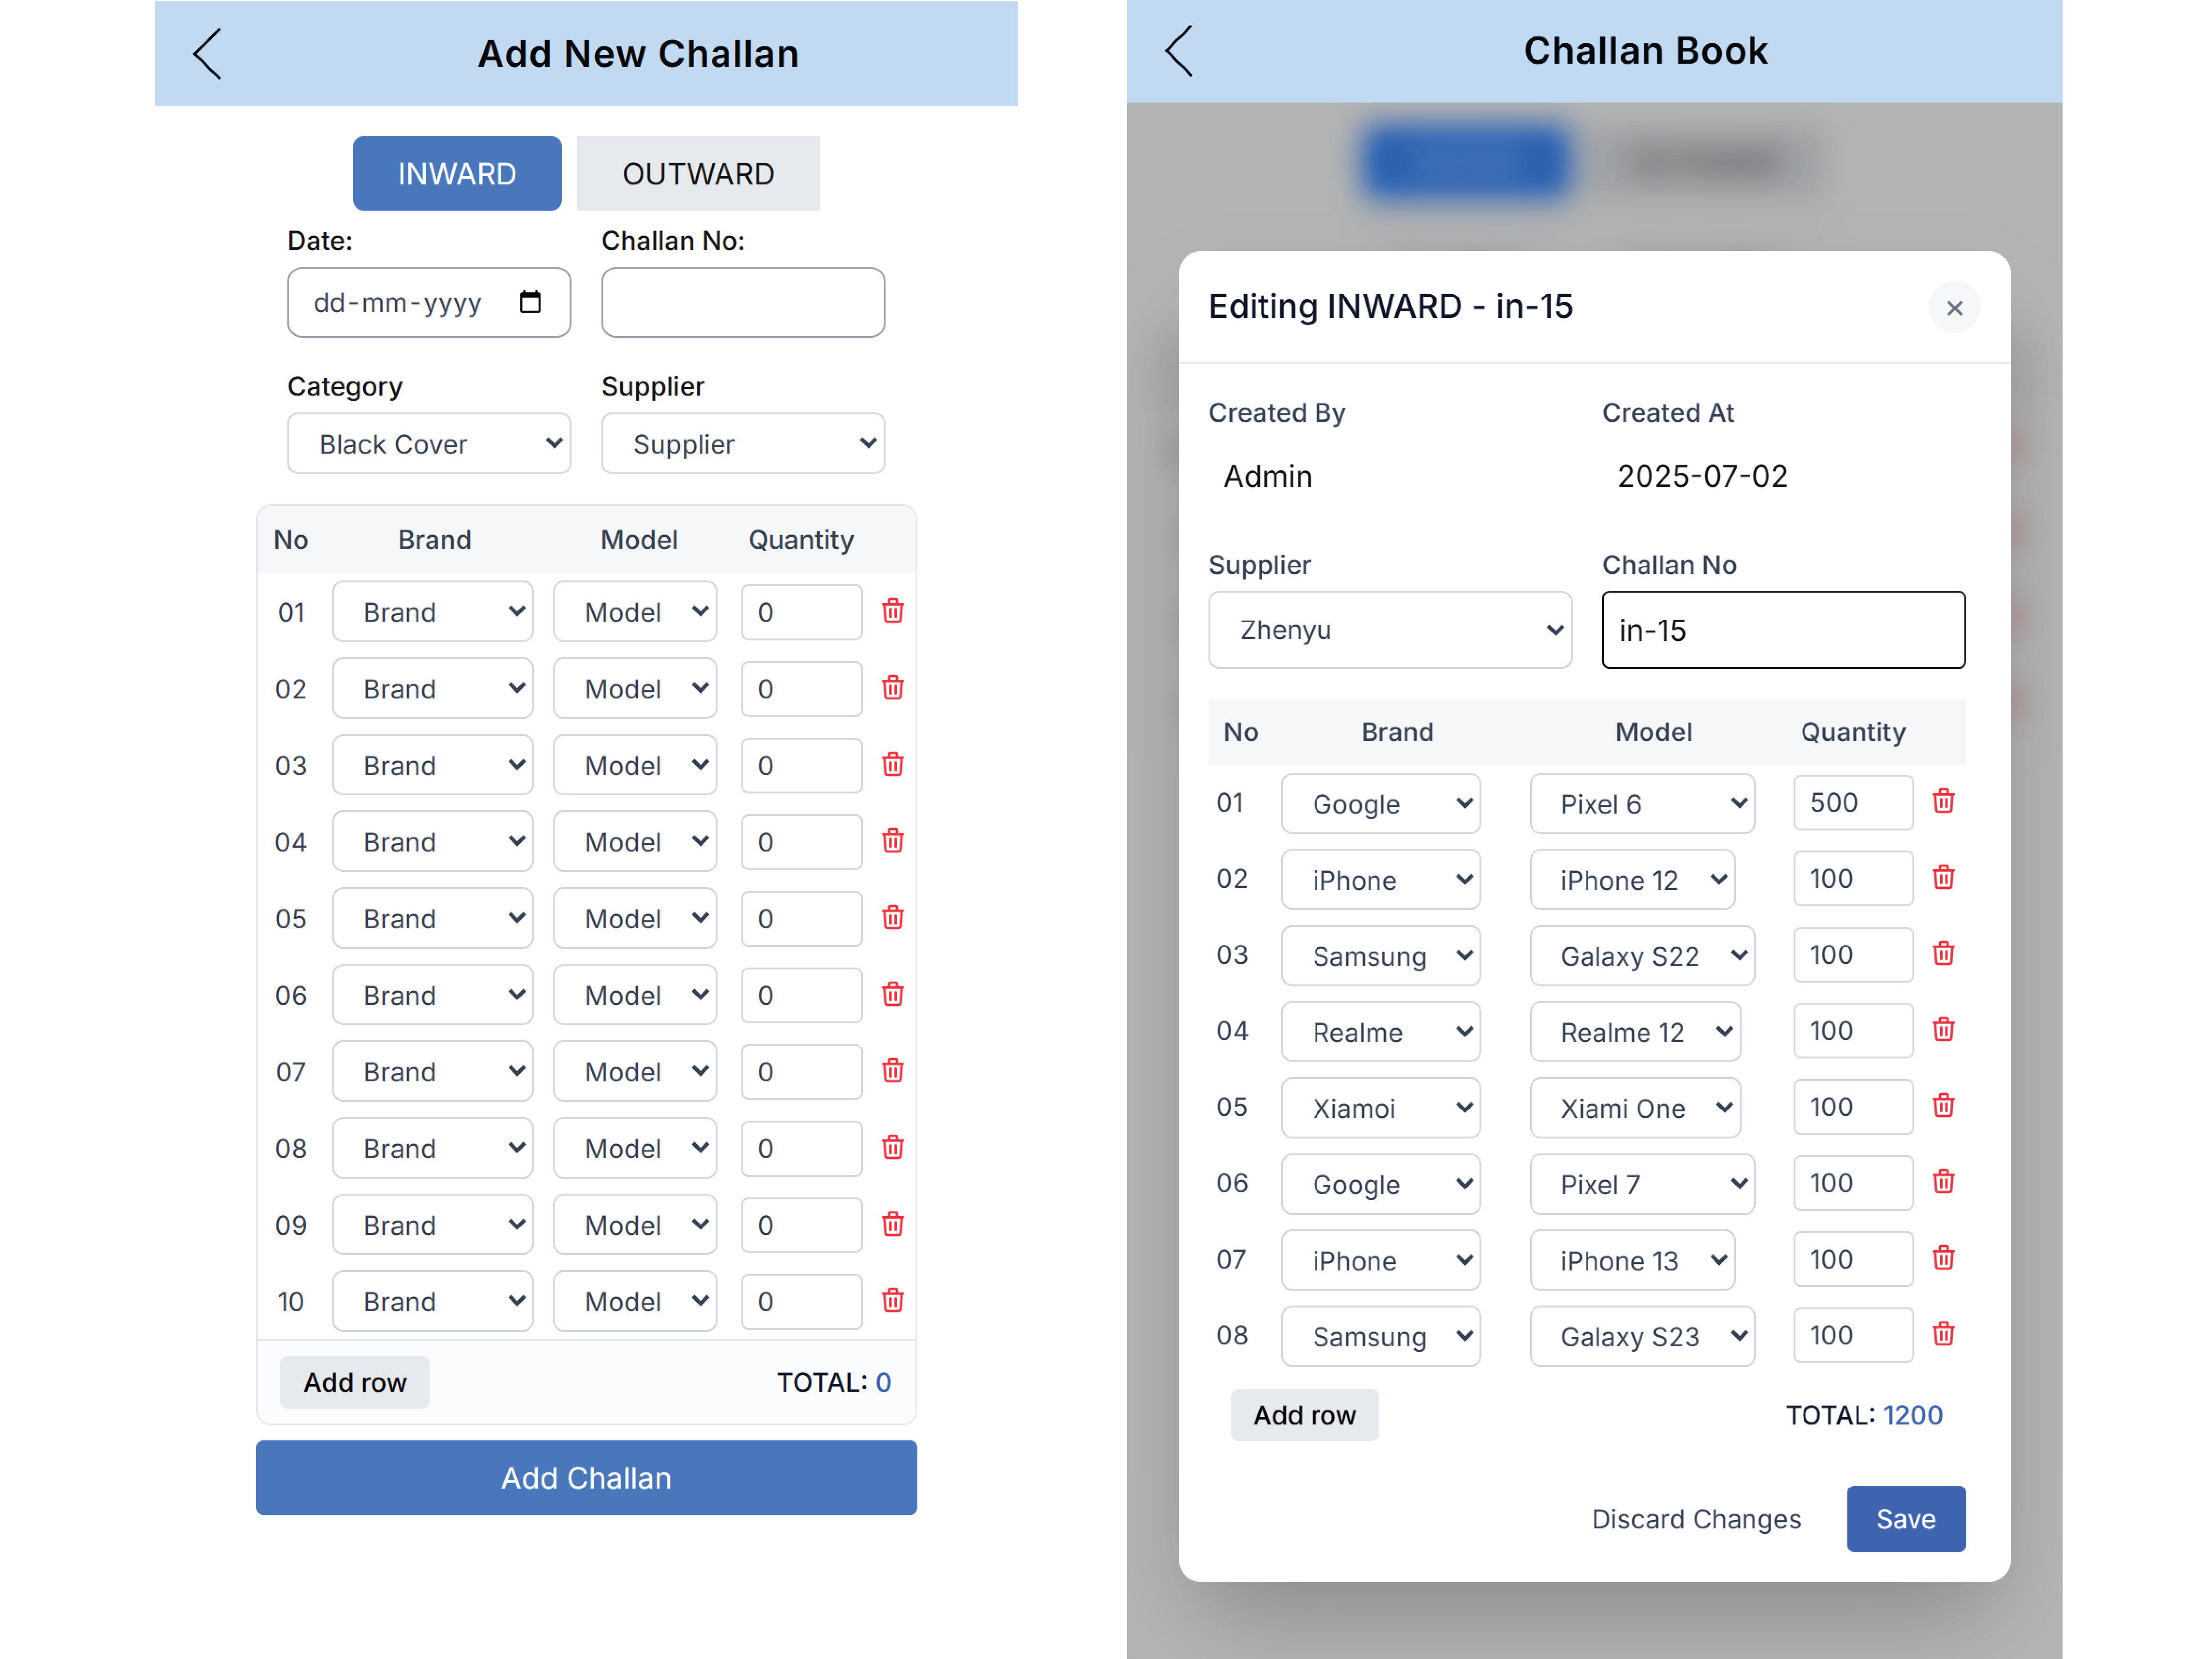 Add New Challan
INWARD OUTWARD
Date: Challan No:
dd-mm-yyyy
Category Supplier
Black Cover Supplier
No Brand Model Quantity
01 Brand Model 0
02 Brand Model 0
03 Brand Model 0
04 Brand Model 0
05 Brand Model 0
06 Brand Model 0
07 Brand Model 0
08 Brand Model 0
09 Brand Model 0
10 Brand Model 0
Add row TOTAL: 0
Add Challan
Challan Book
Editing INWARD - in-15
Created By Created At
Admin 2025-07-02
Supplier Challan No
Zhenyu in-15
No Brand Model Quantity
01 Google Pixel 6 500
02 iPhone iPhone 12 100
03 Samsung Galaxy S22 100
04 Realme Realme 12 100
05 Xiamoi Xiami One 100
06 Google Pixel 7 100
07 iPhone iPhone 13 100
08 Samsung Galaxy S23 100
Add row TOTAL: 1200
Discard Changes Save